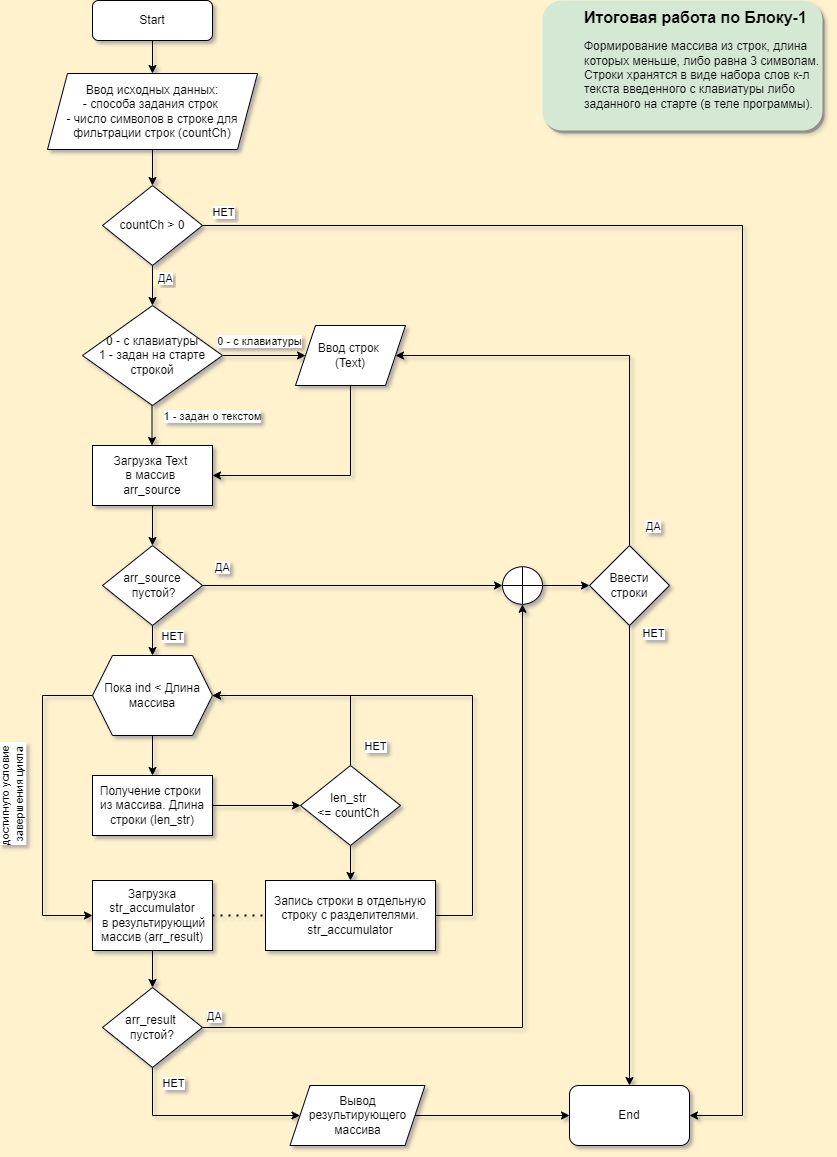 Start
Итоговая работа по Блоку-1
Формирование массива из строк, длина
которых меньше, либо равна 3 символам.
Строки хранятся в виде набора слов к-л
текста введенного с клавиатуры либо
заданного на старте (в теле программы).
Ввод исходных данных:
- способа задания строк
- число символов в строке для
фильтрации строк (countCh)
countCh > 0
НЕТ
ДА
0 - с клавиатуры
1 - задан на старте
строкой
0 - с клавиатуры
Ввод строк
(Text)
1 - задан о текстом
Загрузка Text
в массив
arr_source
ДА
arr_source
пустой?
ДА
Ввести
строки
НЕТ
НЕТ
Пока ind < Длина
массива
НЕТ
достигнуто условие
завершения цикла
Получение строки
из массива. Длина
строки (len_str)
len_str
<= countCh
Загрузка
str_accumulator
в результирующий
массив (arr_result)
Запись строки в отдельную
строку с разделителями.
str_accumulator
arr_result
пустой?
ДА
НЕТ
Вывод
результирующего
массива
End